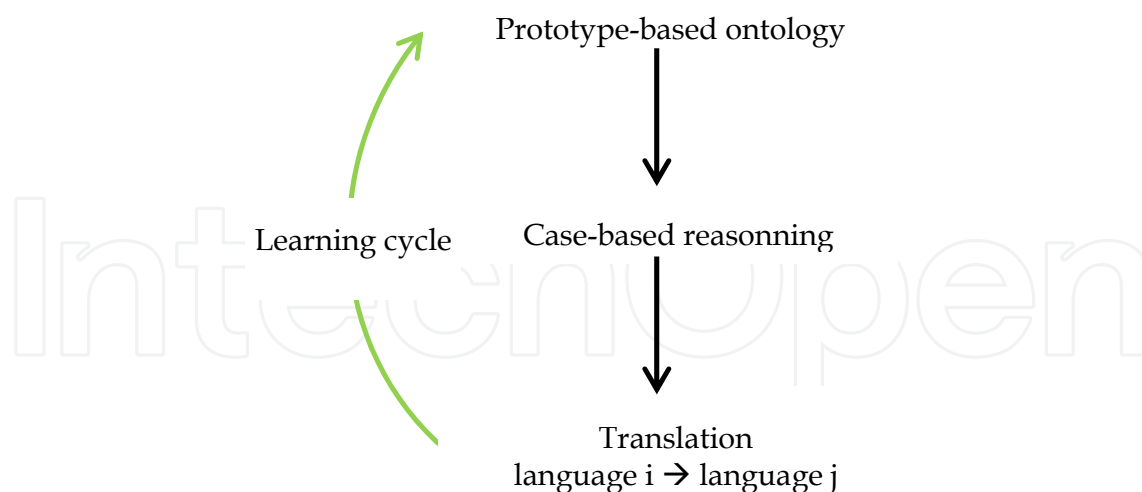 Prototype-based ontology
Learning cycle
Case-based reasonning
Translation
language i → language j
IntechOpen